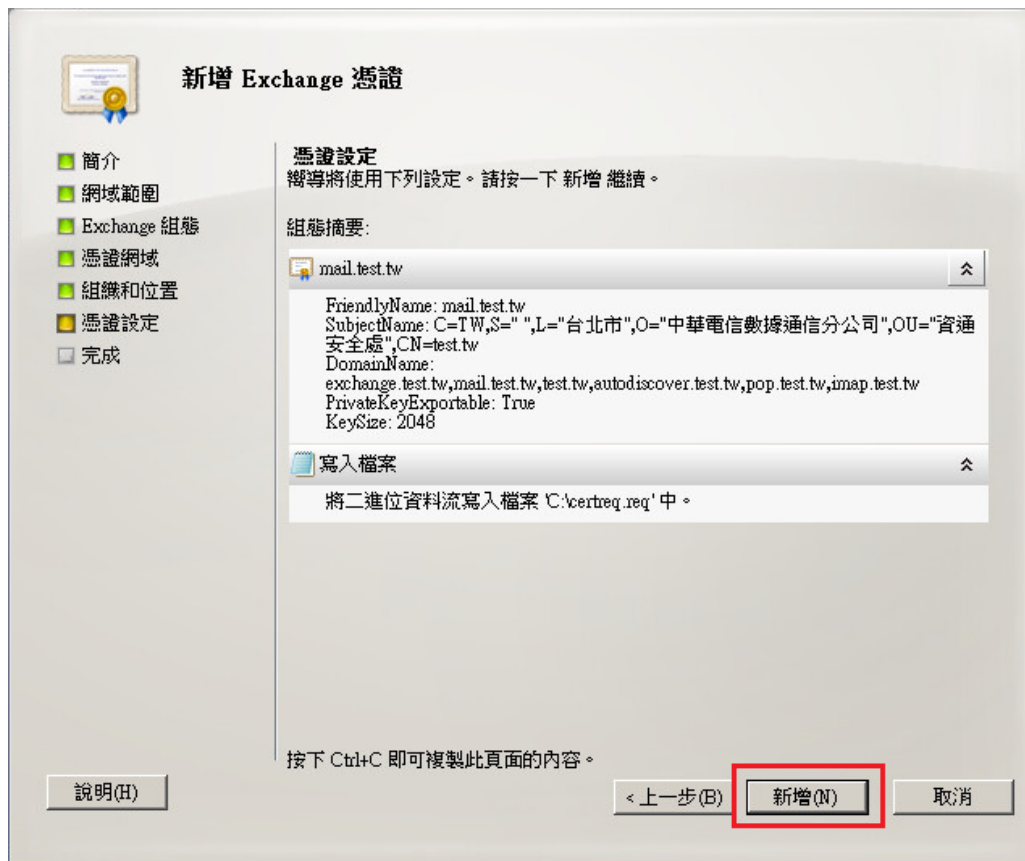 新增 Exchange 憑證
簡介
網域範圍
Exchange 組態
憑證網域
組織和位置
憑證設定
完成
憑證設定
嚮導將使用下列設定。請按一下 新增 繼續。
組態摘要:
mail.test.tw
FriendlyName: mail.test.tw
SubjectName: C=TW,S=" ",L="台北市",O="中華電信數據通信分公司",OU="資通
安全處",CN=test.tw
DomainName:
exchange.test.tw,mail.test.tw,test.tw,autodiscover.test.tw,pop.test.tw,imap.test.tw
PrivateKeyExportable: True
KeySize: 2048
寫入檔案
將二進位資料流寫入檔案 'C:\certreq.req' 中。
按下 Ctrl+C 即可複製此頁面的內容。
說明(H)
<上一步(B)
新增(N)
取消